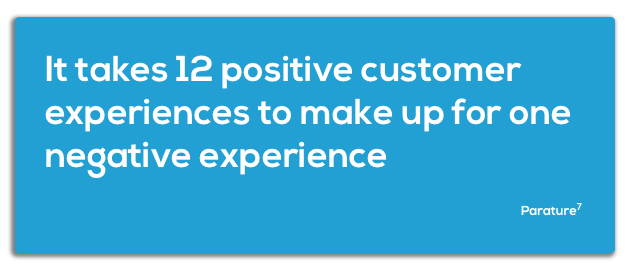 It takes 12 positive customer
experiences to make up for one
negative experience
Parature7